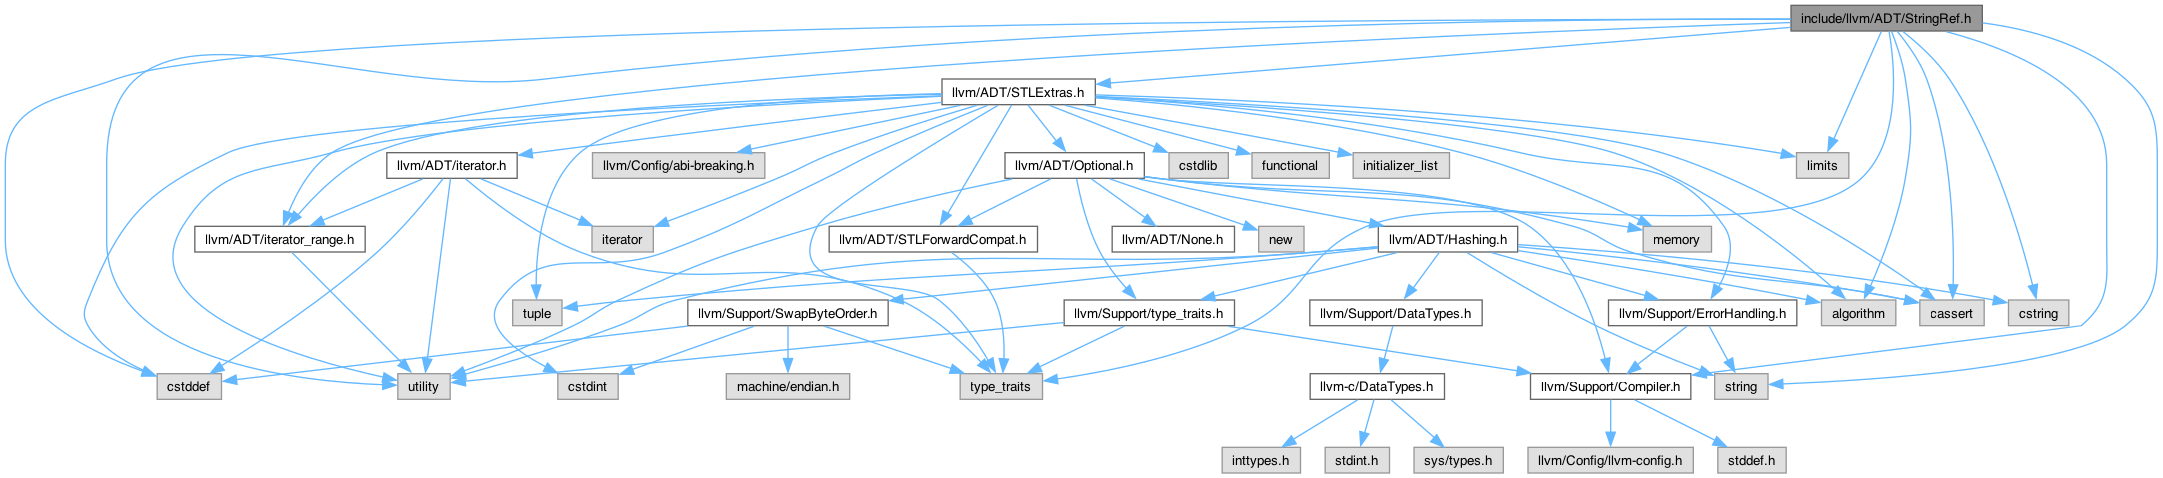 include/llvm/ADT/StringRef.h
llvm/ADT/STLExtras.h
llvm/ADT/iterator.h
llvm/Config/abi-breaking.h
llvm/ADT/Optional.h
cstdlib
functional
initializer_list
limits
llvm/ADT/iterator_range.h
iterator
llvm/ADT/STLForwardCompat.h
llvm/ADT/None.h
new
llvm/ADT/Hashing.h
memory
tuple
llvm/Support/SwapByteOrder.h
llvm/Support/type_traits.h
llvm/Support/DataTypes.h
llvm/Support/ErrorHandling.h
algorithm
cassert
cstring
cstddef
utility
cstdint
machine/endian.h
type_traits
llvm-c/DataTypes.h
llvm/Support/Compiler.h
string
inttypes.h
stdint.h
sys/types.h
llvm/Config/llvm-config.h
stddef.h